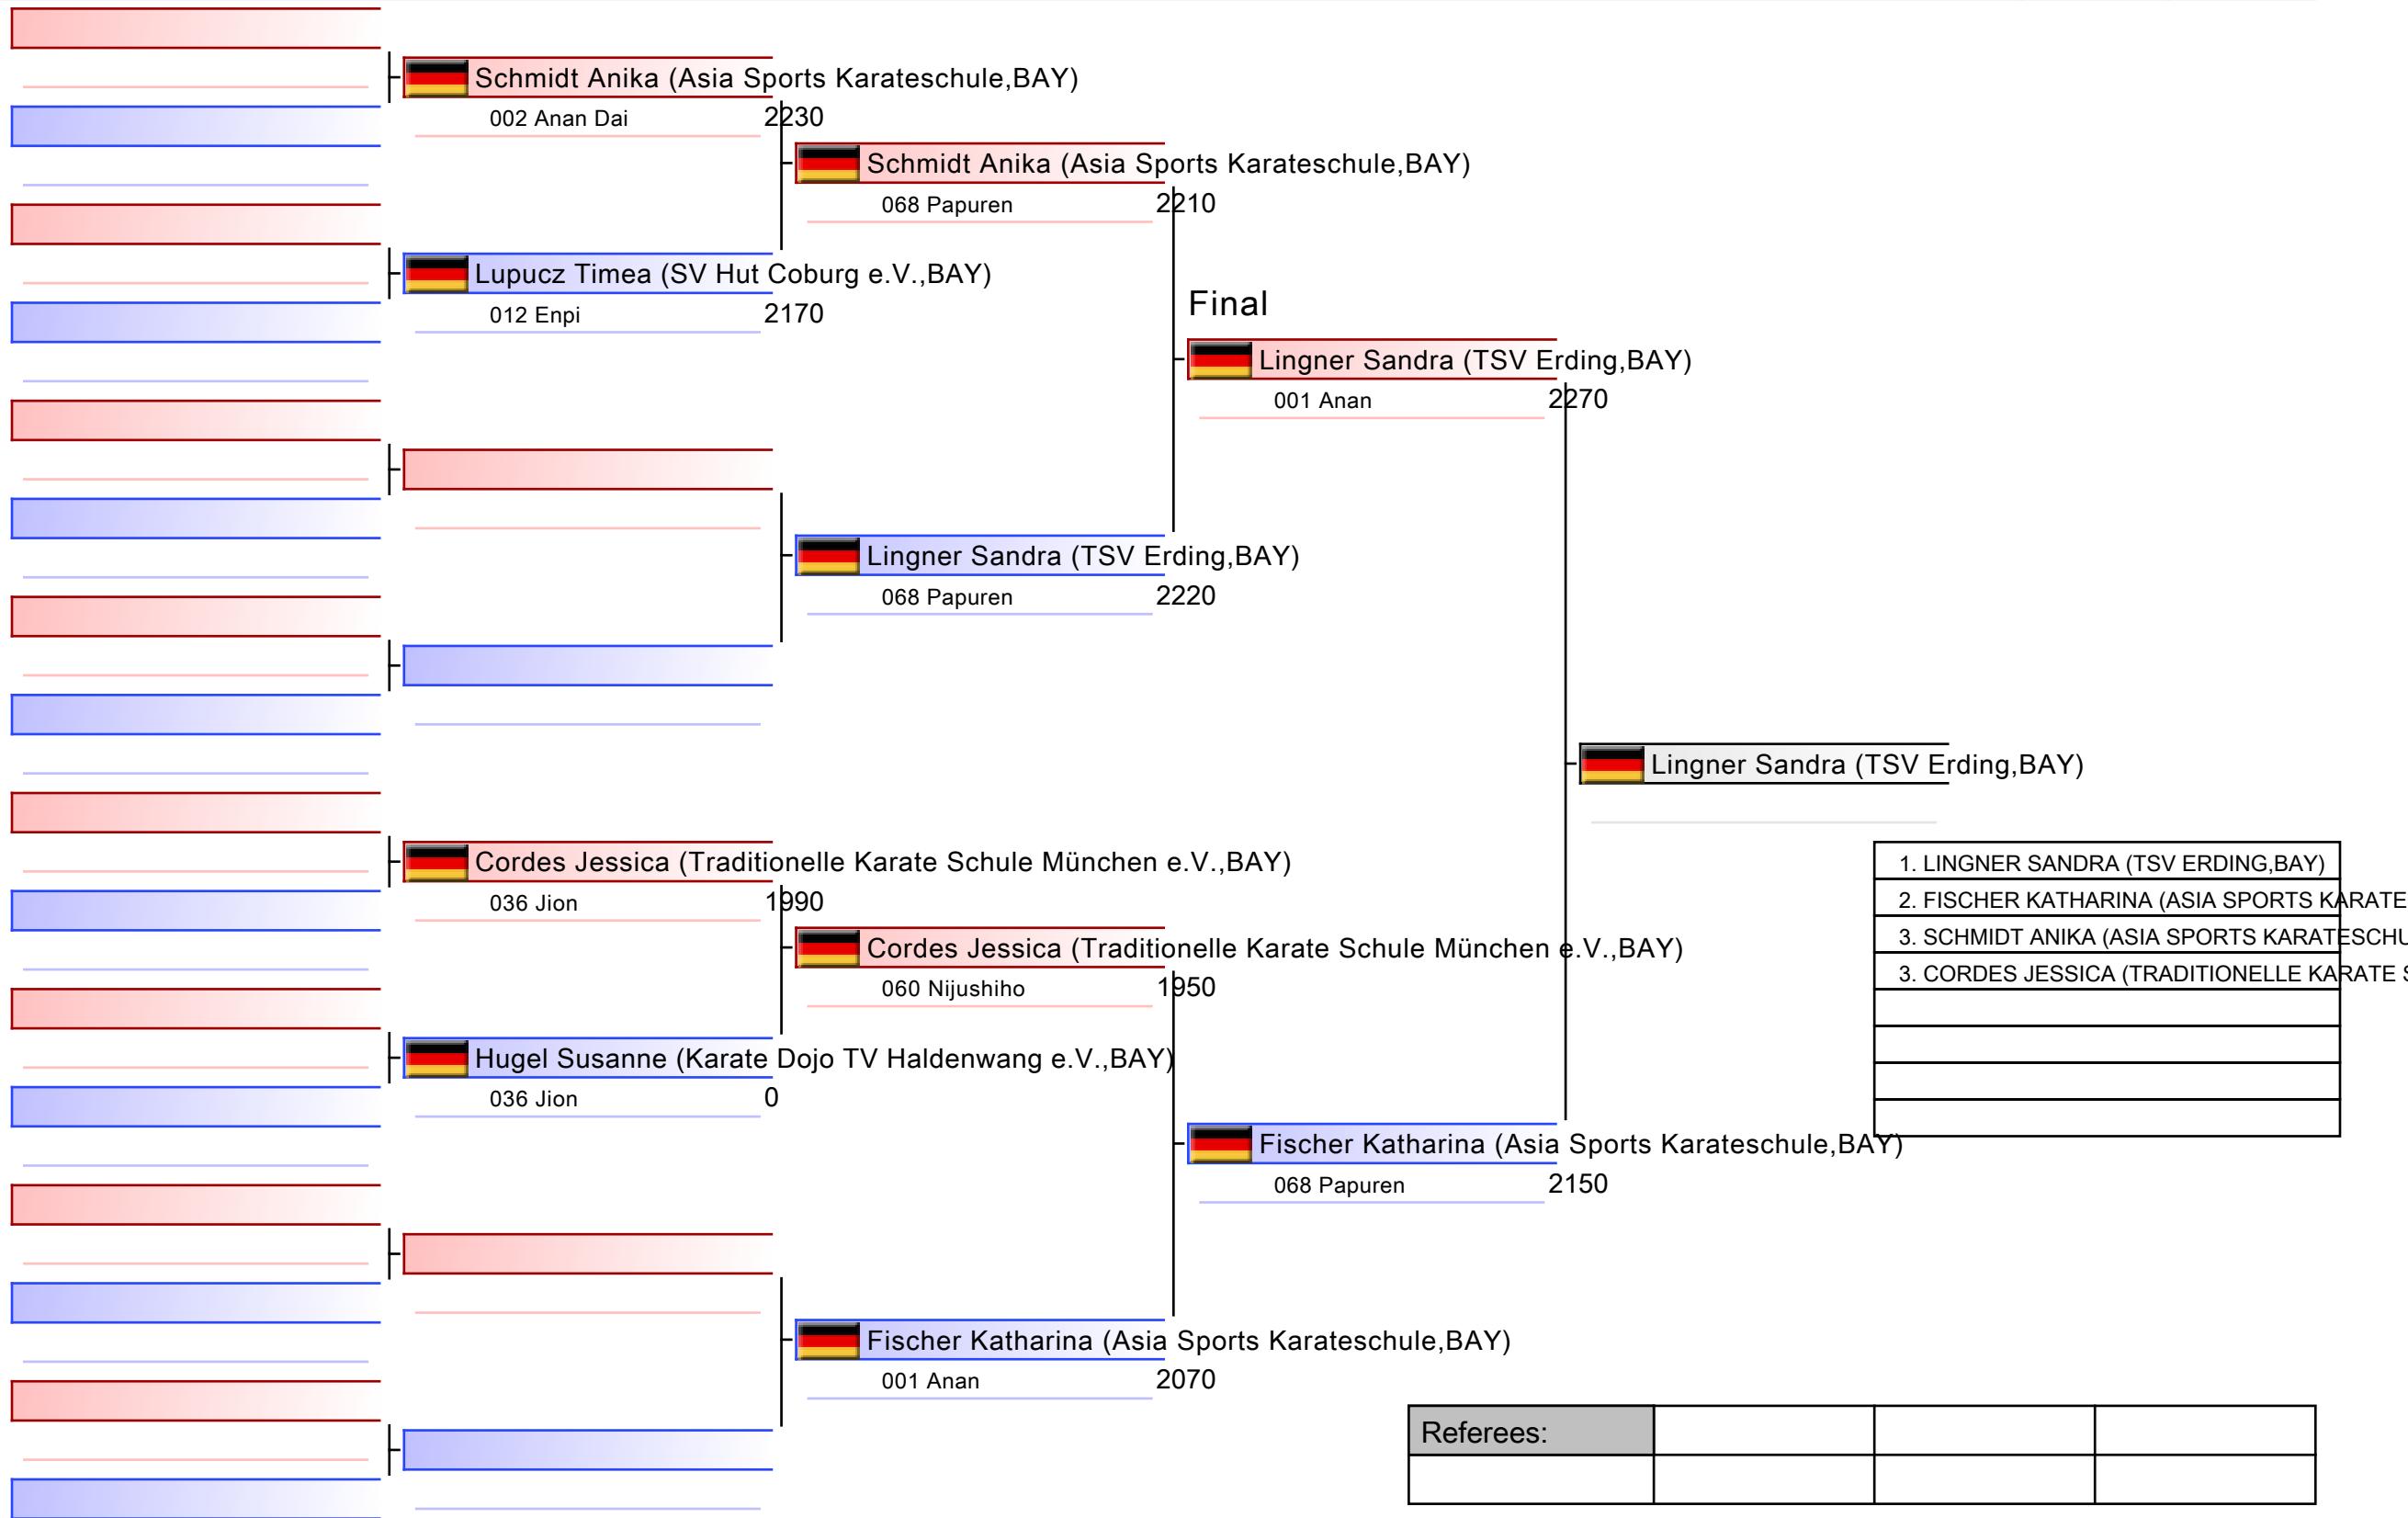 Schmidt Anika (Asia Sports Karateschule,BAY)
002 Anan Dai 2230
Schmidt Anika (Asia Sports Karateschule,BAY)
068 Papuren 2210
Lupucz Timea (SV Hut Coburg e.V.,BAY)
012 Enpi 2170
Final
Lingner Sandra (TSV Erding,BAY)
001 Anan 2270
Lingner Sandra (TSV Erding,BAY)
068 Papuren 2220
Lingner Sandra (TSV Erding,BAY)
Cordes Jessica (Traditionelle Karate Schule München e.V.,BAY)
036 Jion 1990
Cordes Jessica (Traditionelle Karate Schule München e.V.,BAY)
060 Nijushiho 1950
Hugel Susanne (Karate Dojo TV Haldenwang e.V.,BAY)
036 Jion 0
Fischer Katharina (Asia Sports Karateschule,BAY)
068 Papuren 2150
Fischer Katharina (Asia Sports Karateschule,BAY)
001 Anan 2070
1. LINGNER SANDRA (TSV ERDING,BAY)
2. FISCHER KATHARINA (ASIA SPORTS KARATE
3. SCHMIDT ANIKA (ASIA SPORTS KARATESCHU
3. CORDES JESSICA (TRADITIONELLE KARATE S
Referees: